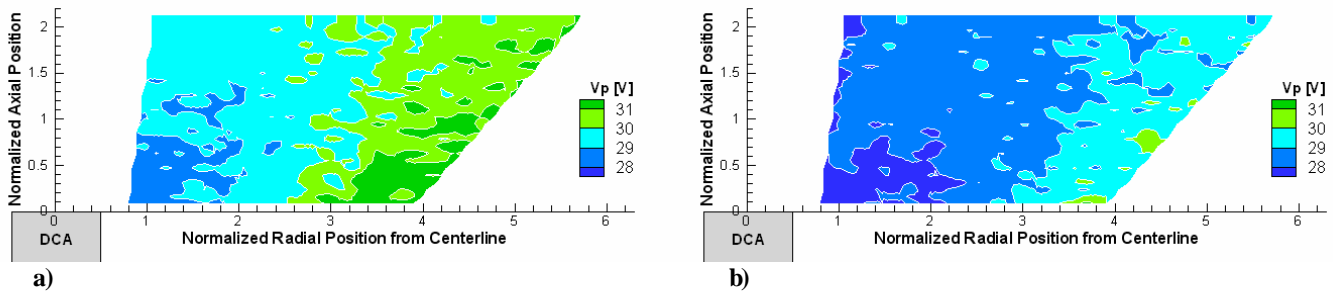 Normalized Axial Position
2
1.5
1
0.5
0
Vp [V]
31
30
29
28
0 1 2 3 4 5 6
DCA
Normalized Radial Position from Centerline
a)
Normalized Axial Position
2
1.5
1
0.5
0
Vp [V]
31
30
29
28
0 1 2 3 4 5 6
DCA
Normalized Radial Position from Centerline
b)